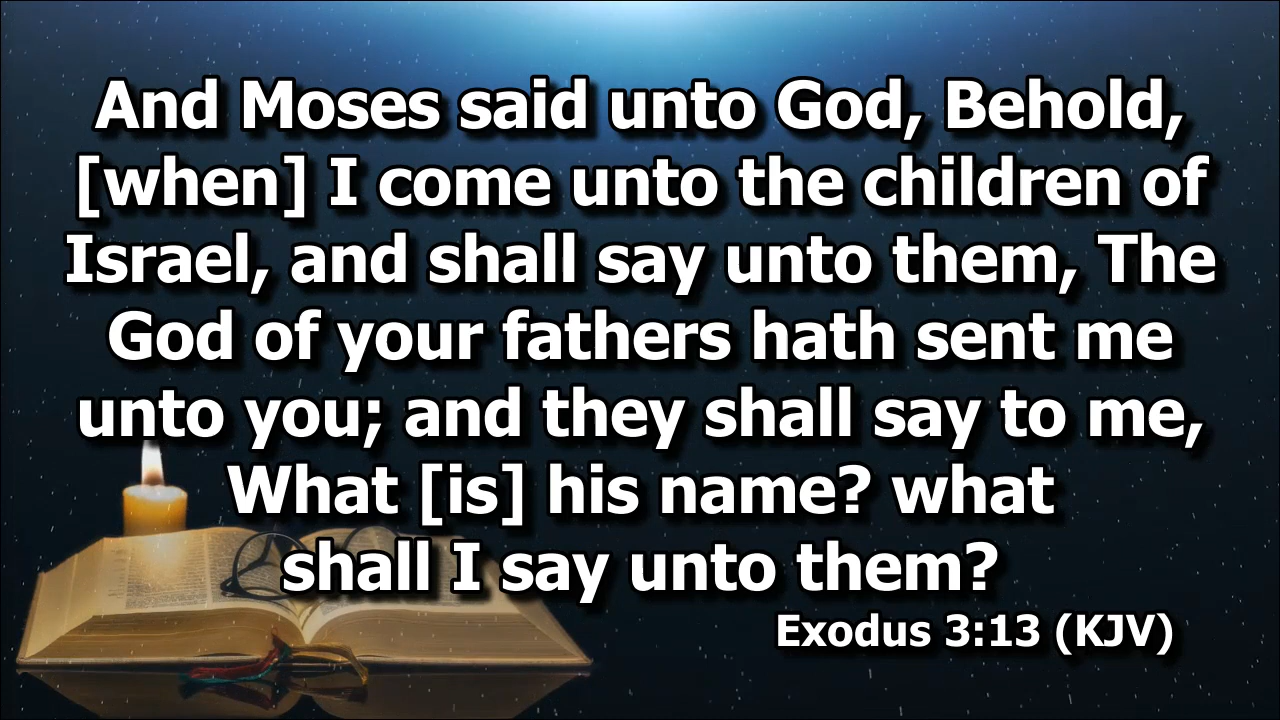 And Moses said unto God, Behold,
[when] I come unto the children of
Israel, and shall say unto them, The
God of your fathers hath sent me
unto you; and they shall say to me,
What [is] his name? what
shall I say unto them?
Exodus 3:13 (KJV)